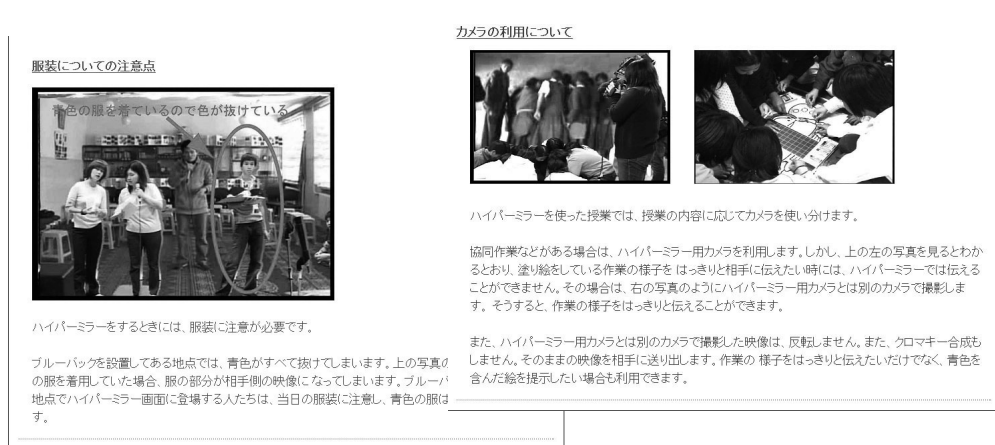 服装についての注意点
青色の服を着ているので色が抜けている
ハイパーミラーをするときには、服装に注意が必要です。
ブルーバックを設置してある地点では、青色がすべて抜けてしまいます。上の写真の
の服を着用していた場合、服の部分が相手側の映像になってしまいます。ブルーバ
地点でハイパーミラー画面に登場する人たちは、当日の服装に注意し、青色の服は
す。
カメラの利用について
ハイパーミラーを使った授業では、授業の内容に応じてカメラを使い分けます。
協同作業などがある場合は、ハイパーミラー用カメラを利用します。しかし、上の左の写真を見るとわか
るとおり、塗り絵をしている作業の様子を はっきりと相手に伝えたい時には、ハイパーミラーでは伝える
ことができません。その場合は、右の写真のようにハイパーミラー用カメラとは別のカメラで撮影しま
す。 そうすると、作業の様子をはっきりと伝えることができます。
また、ハイパーミラー用カメラとは別のカメラで撮影した映像は、反転しません。また、クロマキー合成も
しません。そのままの映像を相手に送り出します。作業の 様子をはっきりと伝えたいだけでなく、青色を
含んだ絵を提示したい場合も利用できます。